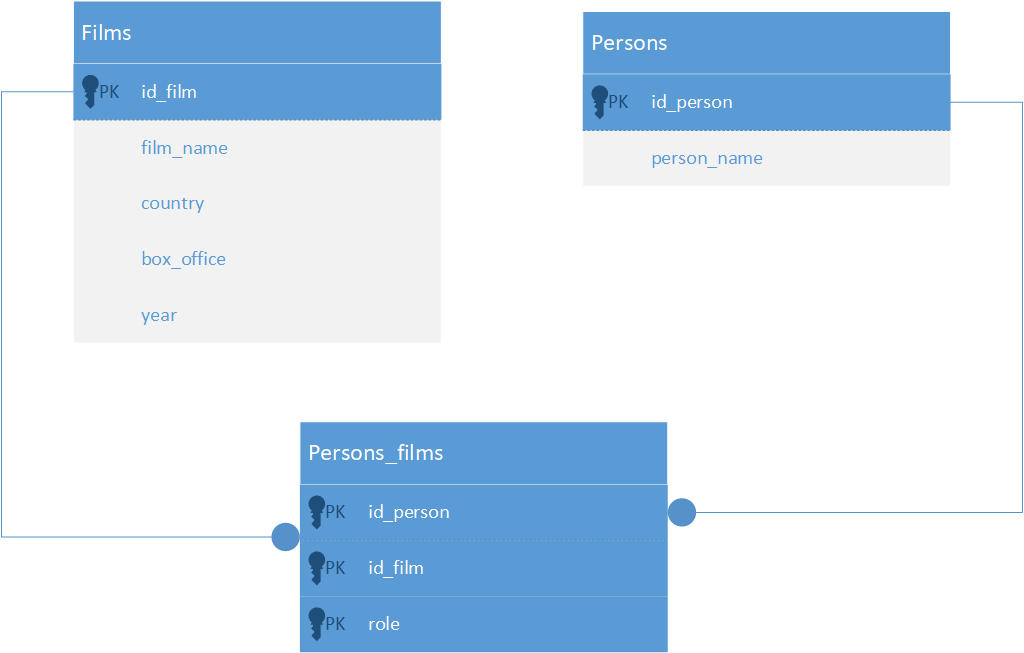 Films
PK id_film
film_name
country
box_office
year
Persons
PK id_person
person_name
Persons_films
PK id_person
PK id_film
PK role